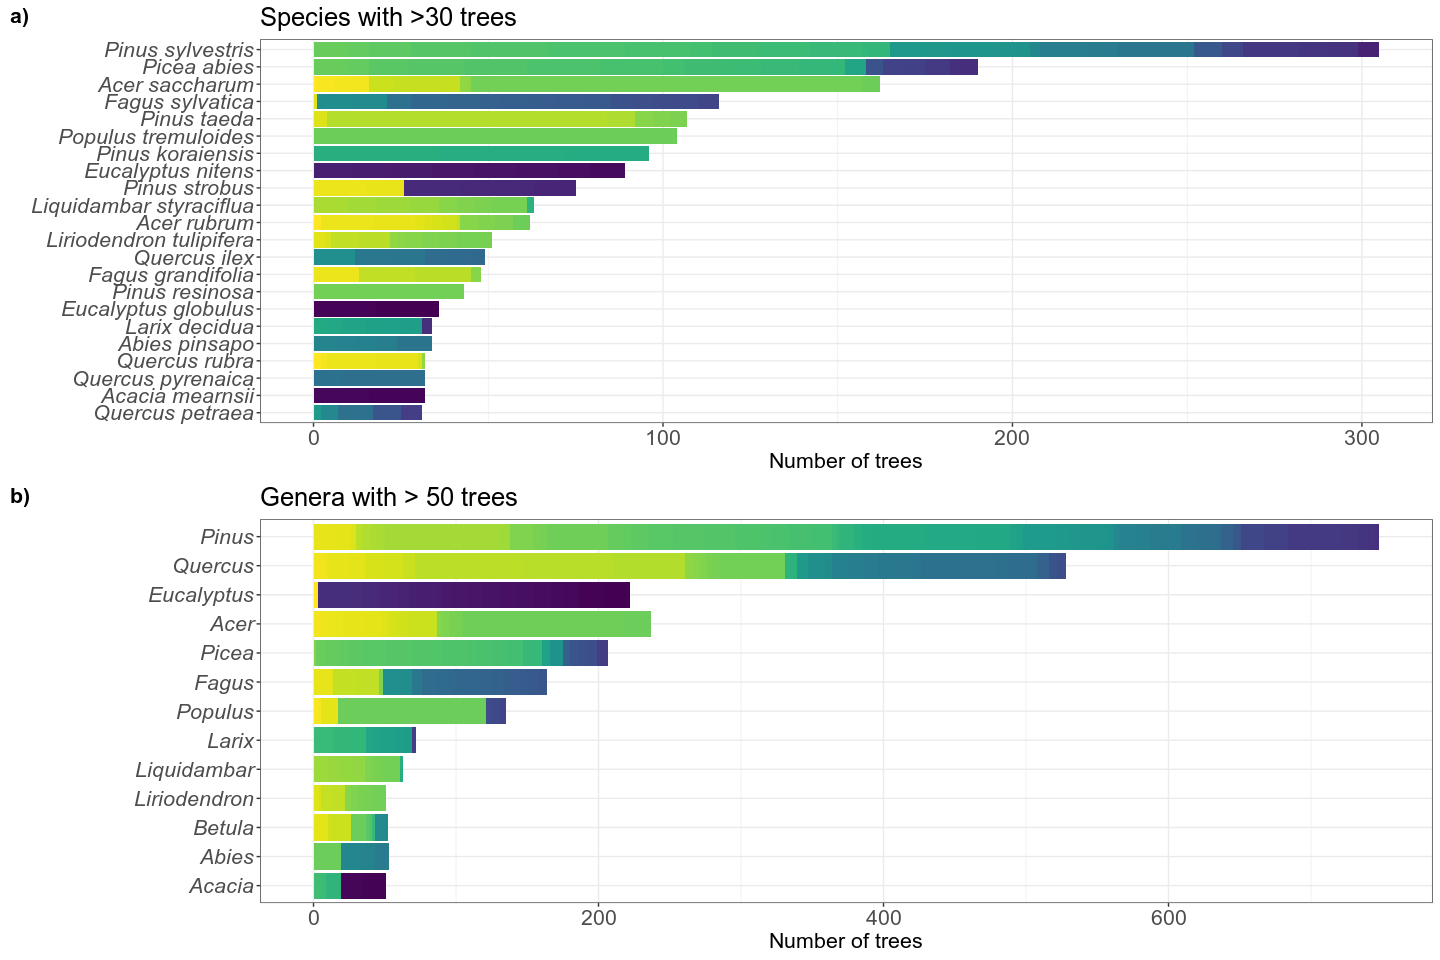 a)
Species with >30 trees
Pinus sylvestris
Picea abies
Acer saccharum
Fagus sylvatica
Pinus taeda
Populus tremuloides
Pinus koraiensis
Eucalyptus nitens
Pinus strobus
Liquidambar styraciflua
Acer rubrum
Liriodendron tulipifera
Quercus ilex
Fagus grandifolia
Pinus resinosa
Eucalyptus globulus
Larix decidua
Abies pinsapo
Quercus rubra
Quercus pyrenaica
Acacia mearnsii
Quercus petraea
0 100 200 300
Number of trees
b)
Genera with > 50 trees
Pinus
Quercus
Eucalyptus
Acer
Picea
Fagus
Populus
Larix
Liquidambar
Liriodendron
Betula
Abies
Acacia
0 200 400 600
Number of trees